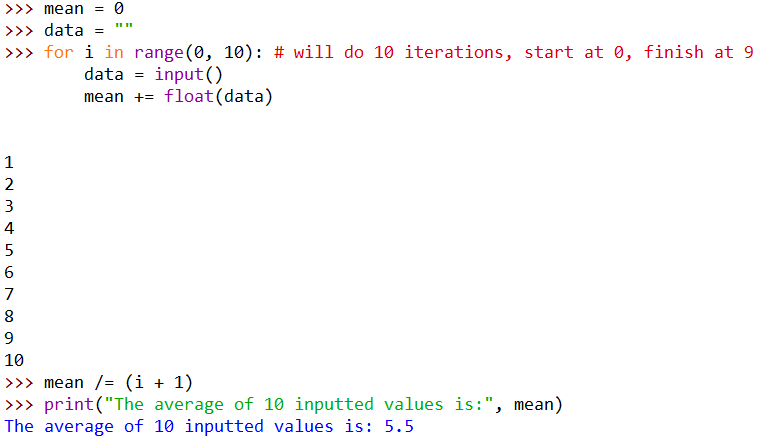 >>> mean = 0
>>> data = ""
>>> for i in range(0, 10): # will do 10 iterations, start at 0, finish at 9
        data = input()
        mean += float(data)
1
2
3
4
5
6
7
8
9
10
>>> mean /= (i + 1)
>>> print("The average of 10 inputted values is:", mean)
The average of 10 inputted values is: 5.5